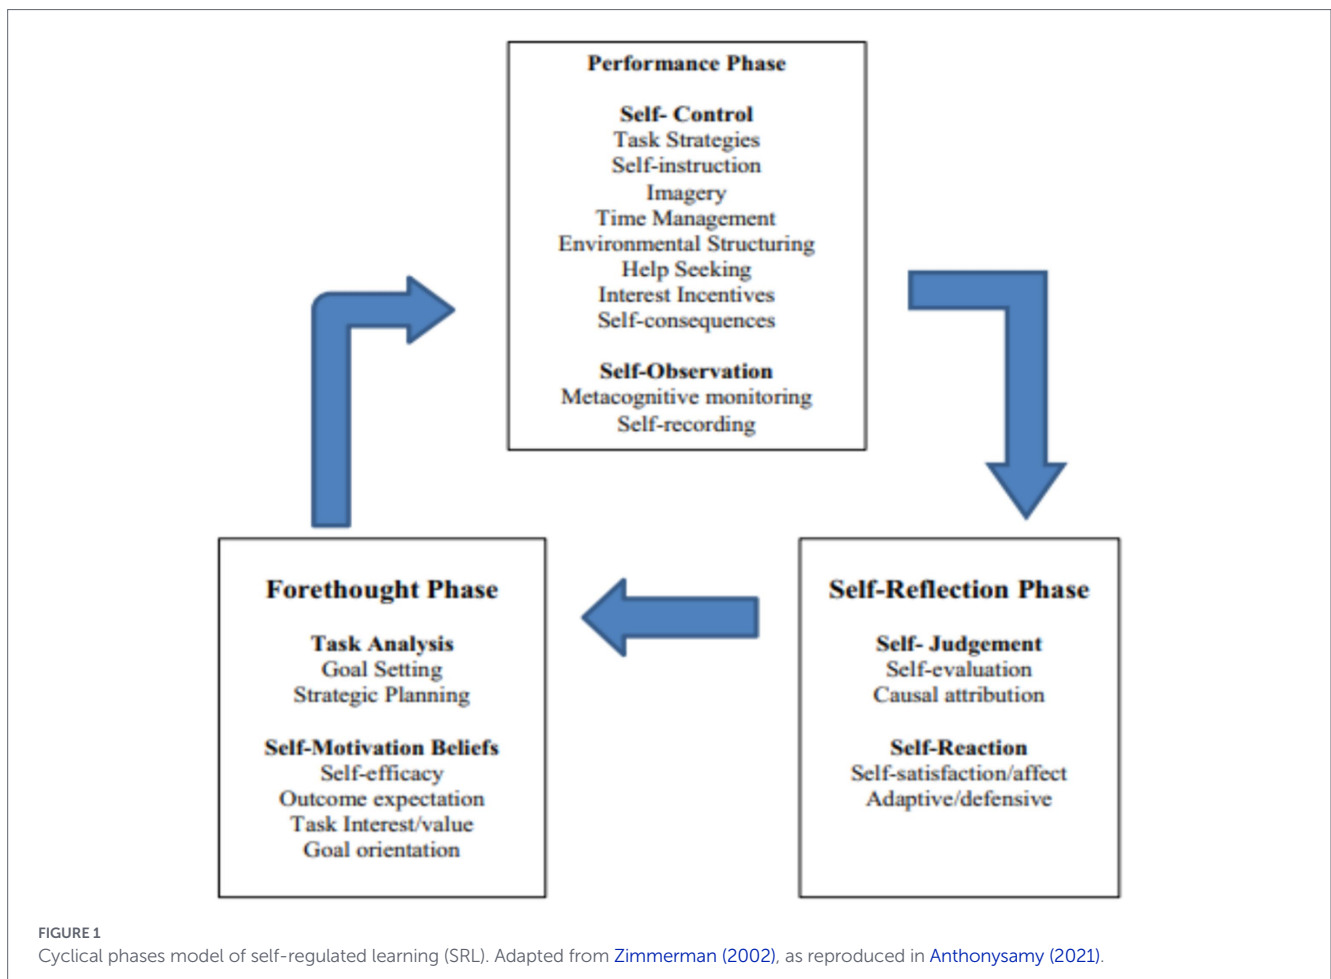 Performance Phase
Self- Control
Task Strategies
Self-instruction
Imagery
Time Management
Environmental Structuring
Help Seeking
Interest Incentives
Self-consequences
Self-Observation
Metacognitive monitoring
Self-recording
Forethought Phase
Task Analysis
Goal Setting
Strategic Planning
Self-Motivation Beliefs
Self-efficacy
Outcome expectation
Task Interest/value
Goal orientation
Self-Reflection Phase
Self- Judgement
Self-evaluation
Causal attribution
Self-Reaction
Self-satisfaction/affect
Adaptive/defensive
FIGURE 1
Cyclical phases model of self-regulated learning (SRL). Adapted from Zimmerman (2002), as reproduced in Anthonysamy (2021).